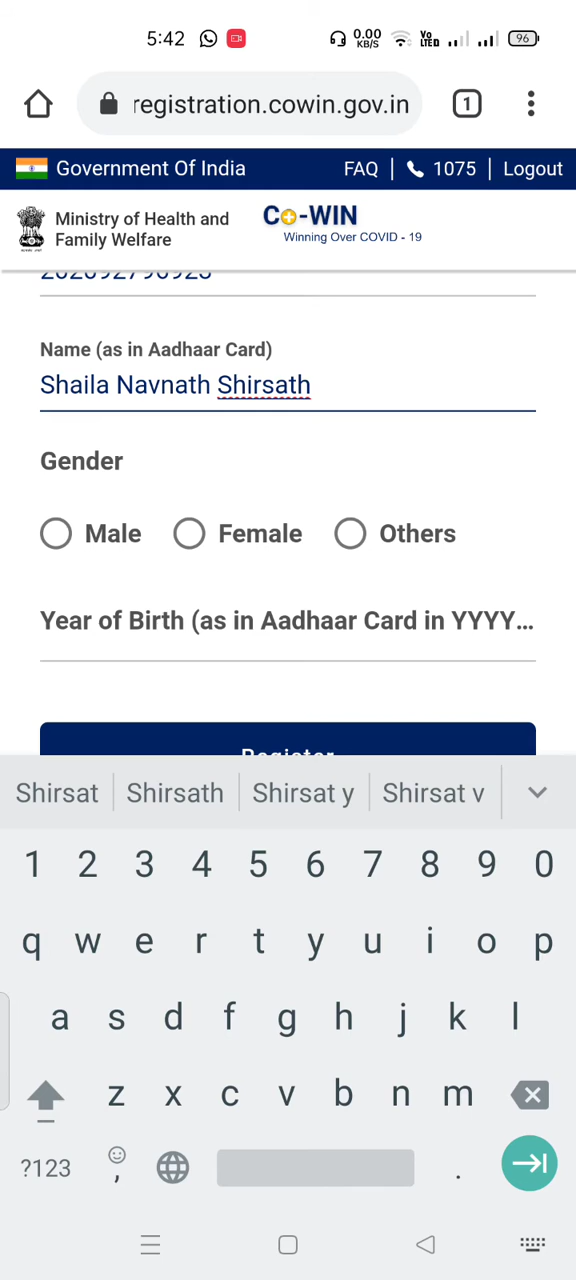 5:42 0.00 KB/S Vo LTE D 96
registration.cowin.gov.in 1
Government Of India FAQ | 1075 | Logout
Ministry of Health and Family Welfare
Co-WIN
Winning Over COVID - 19
Name (as in Aadhaar Card)
Shaila Navnath Shirsath
Gender
Male Female Others
Year of Birth (as in Aadhaar Card in YYYY...
Register
Shirsat Shirsath Shirsat y Shirsat v
1 2 3 4 5 6 7 8 9 0
q w e r t y u i o p
a s d f g h j k l
z x c v b n m
?123 , .